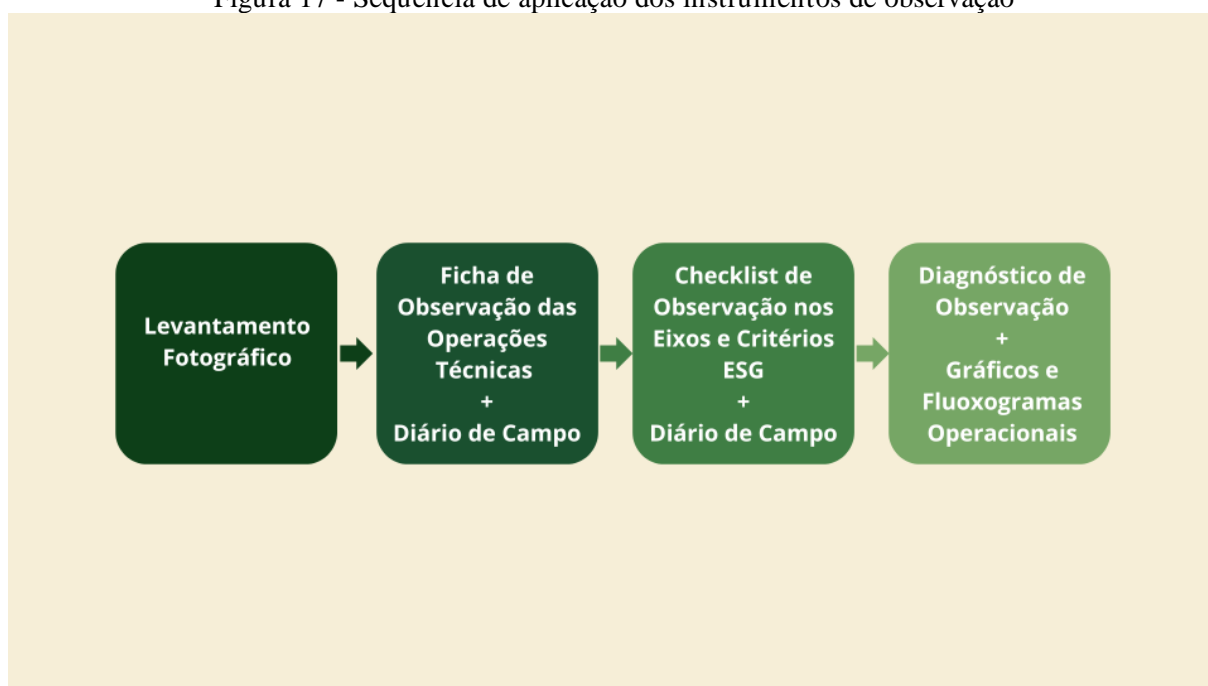 Figura 17 - Sequência de aplicação dos instrumentos de observação
Levantamento
Fotográfico
Ficha de
Observação das
Operações
Técnicas
+
Diário de Campo
Checklist de
Observação nos
Eixos e Critérios
ESG
+
Diário de Campo
Diagnóstico de
Observação
+
Gráficos e
Fluoxogramas
Operacionais